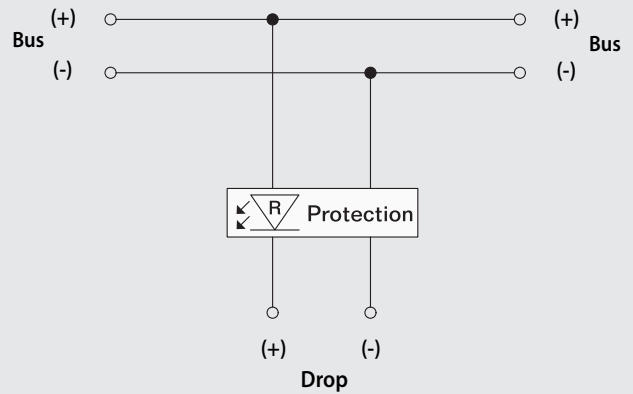 (+) (+)
Bus Bus
(-) (-)
R Protection
(+) (-)
Drop